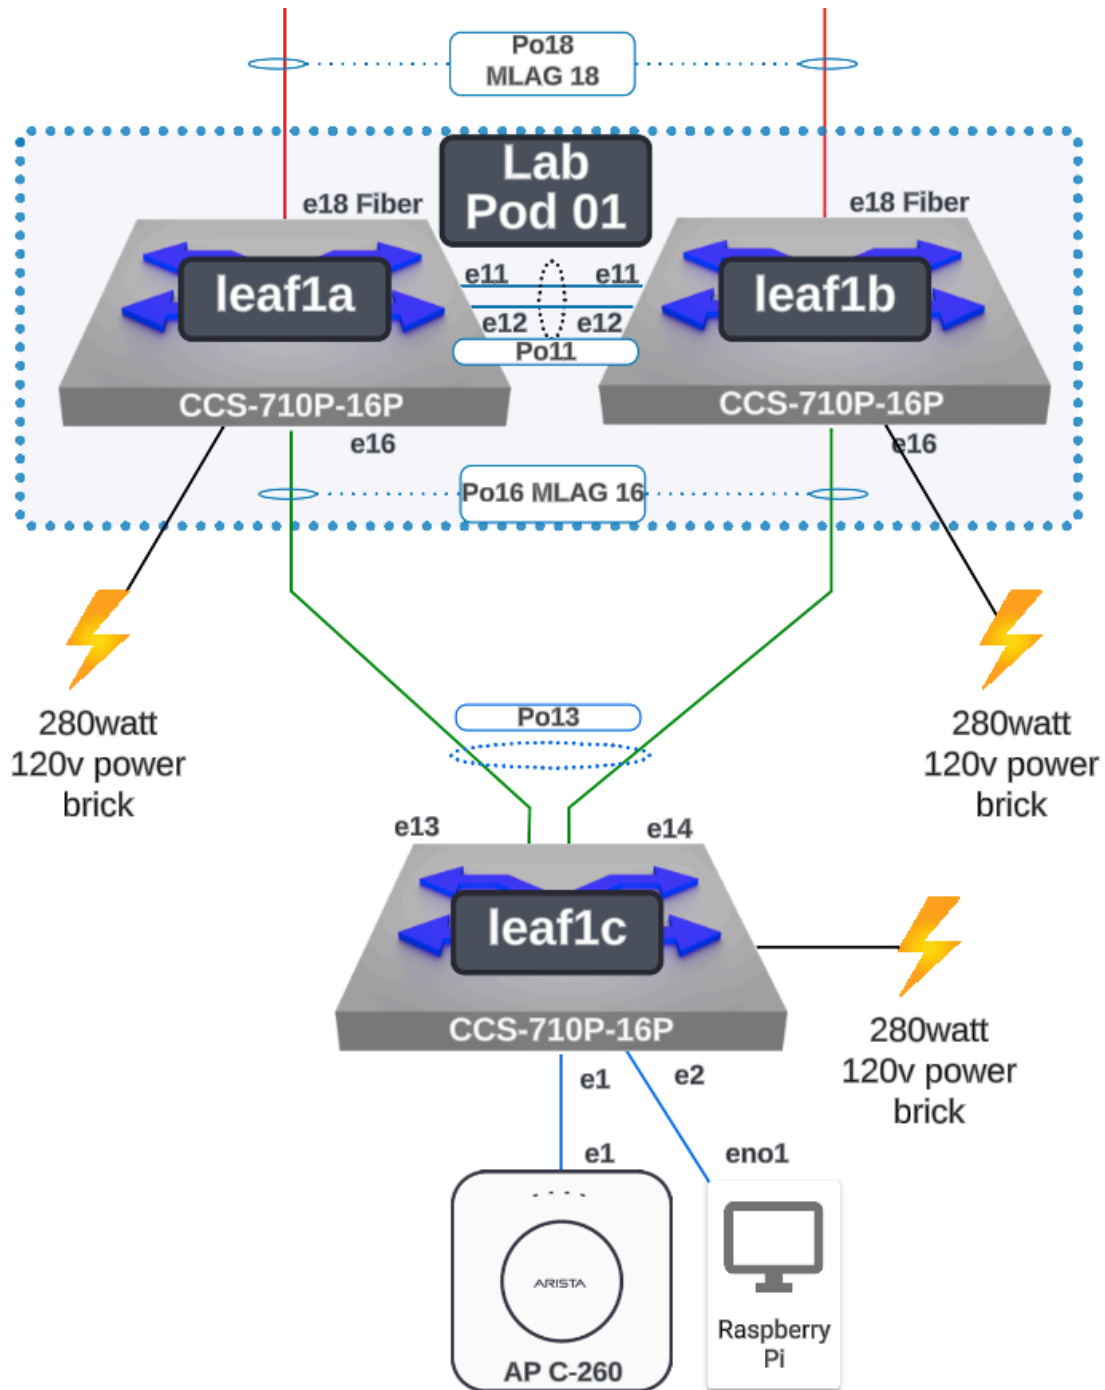 Po18
MLAG 18
Lab
Pod 01
e18 Fiber
e18 Fiber
e11
e11
leaf1a
leaf1b
e12
e12
Po11
CCS-710P-16P
CCS-710P-16P
e16
e16
Po16 MLAG 16
280watt
120v power
brick
280watt
120v power
brick
Po13
e13
e14
leaf1c
CCS-710P-16P
280watt
120v power
brick
e1
e2
e1
eno1
ARISTA
AP C-260
Raspberry
Pi